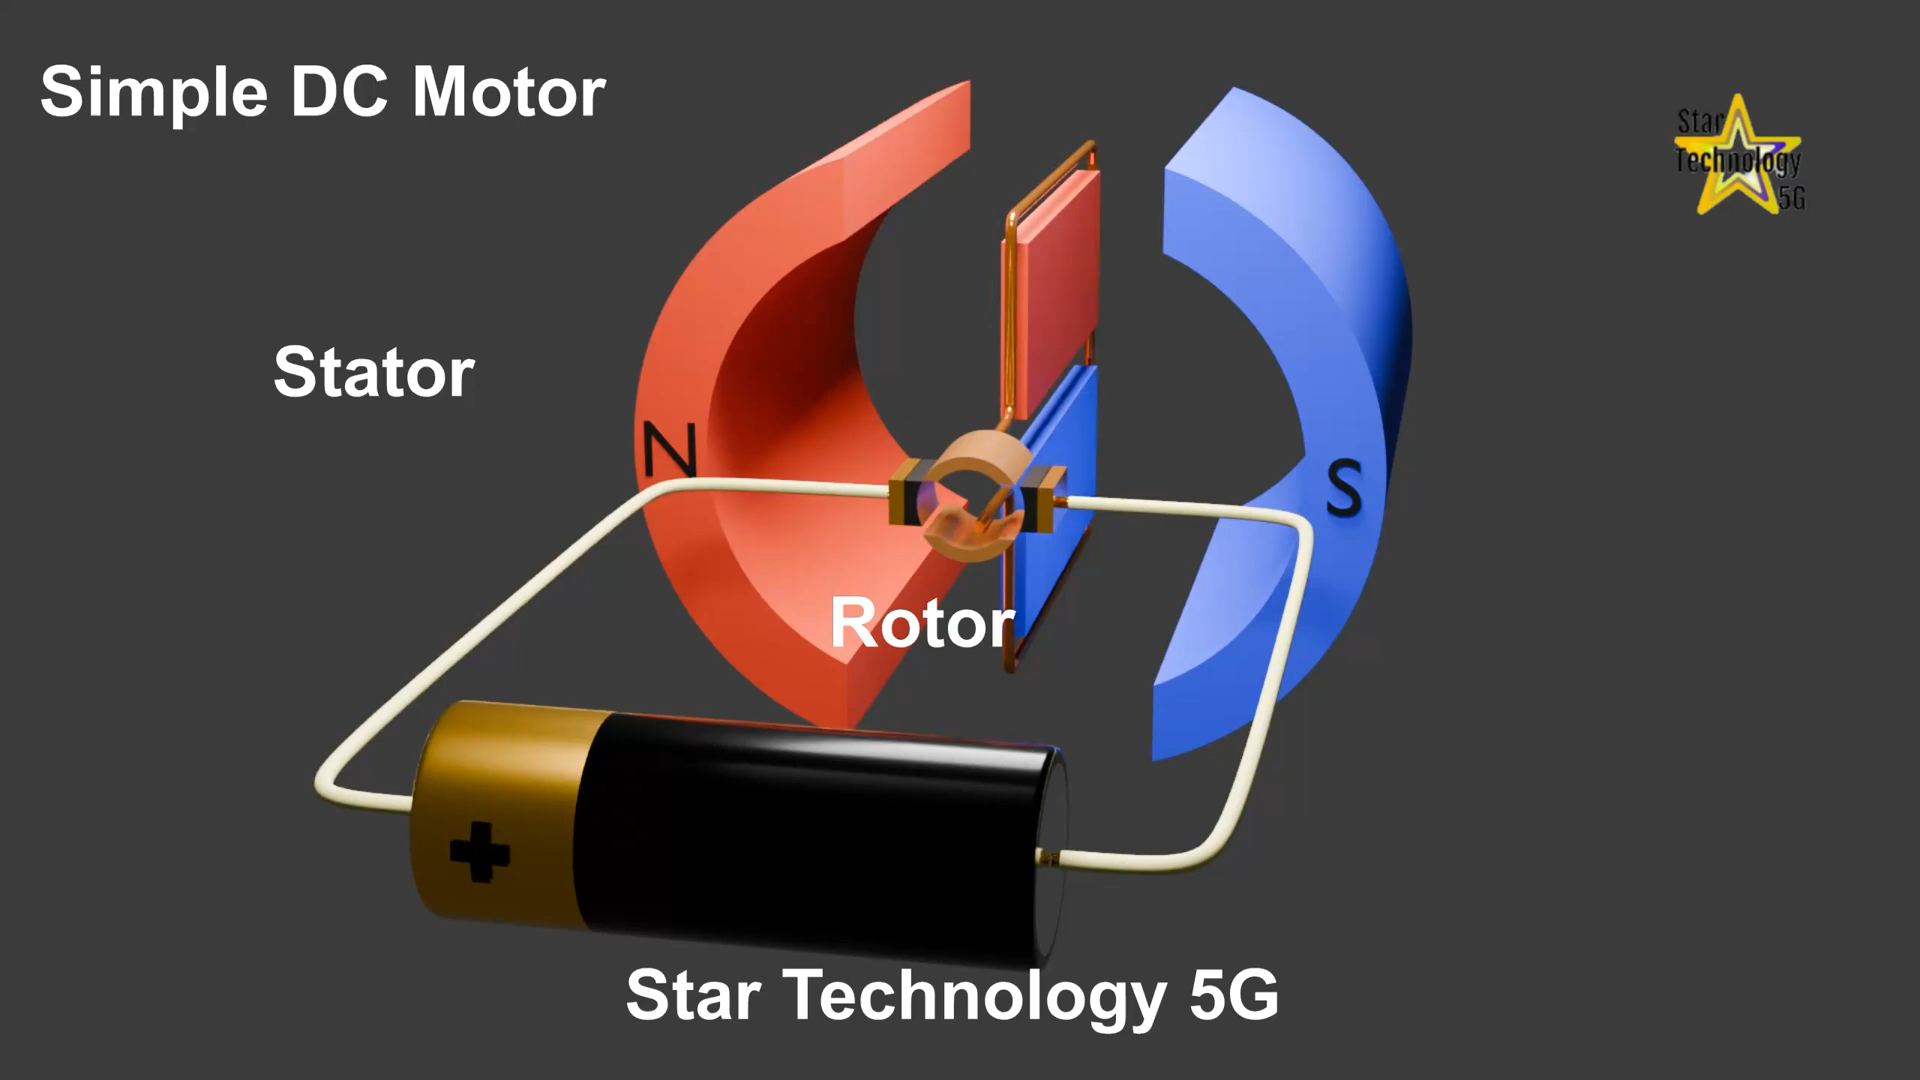 Simple DC Motor
Star
Technology
5G
Stator
N
S
Rotor
+
Star Technology 5G